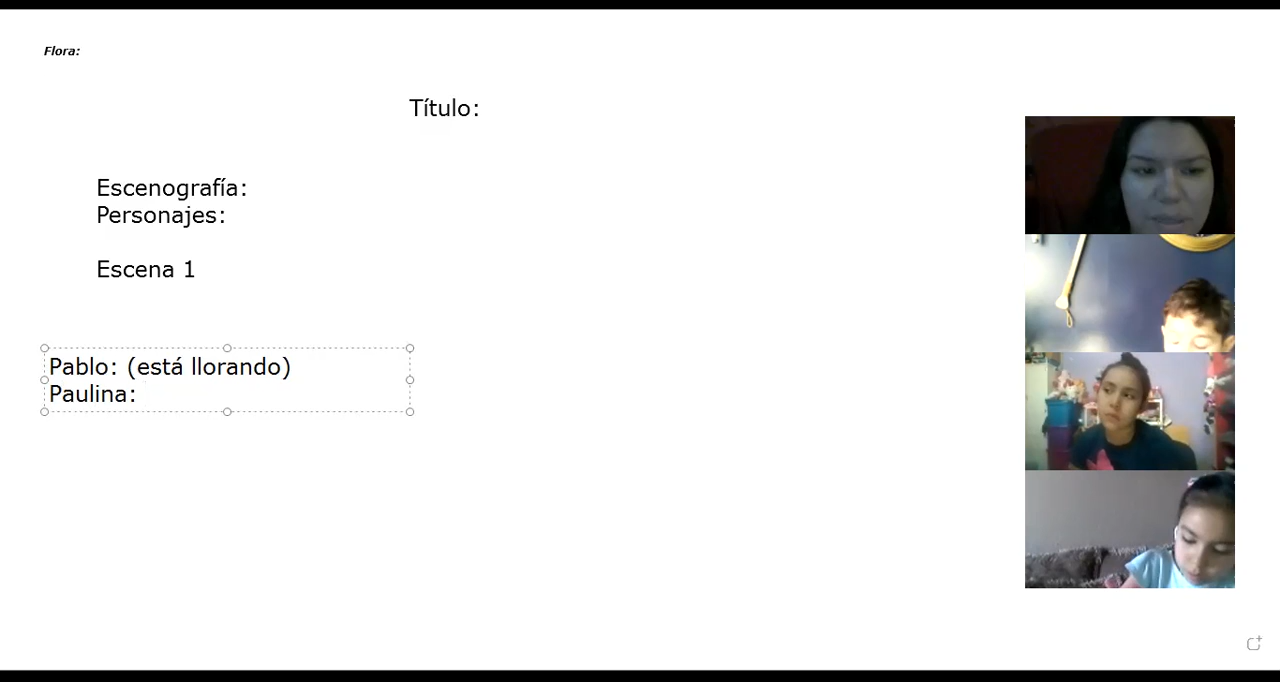 Flora:
Título:
Escenografía:
Personajes:
Escena 1
Pablo: (está llorando)
Paulina: